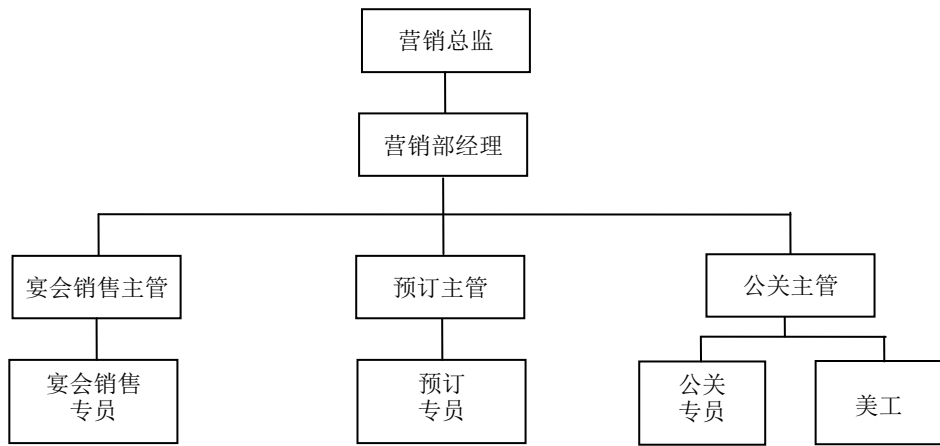 营销总监
营销部经理
宴会销售主管
预订主管
公关主管
宴会销售
专员
预订
专员
公关
专员
美工